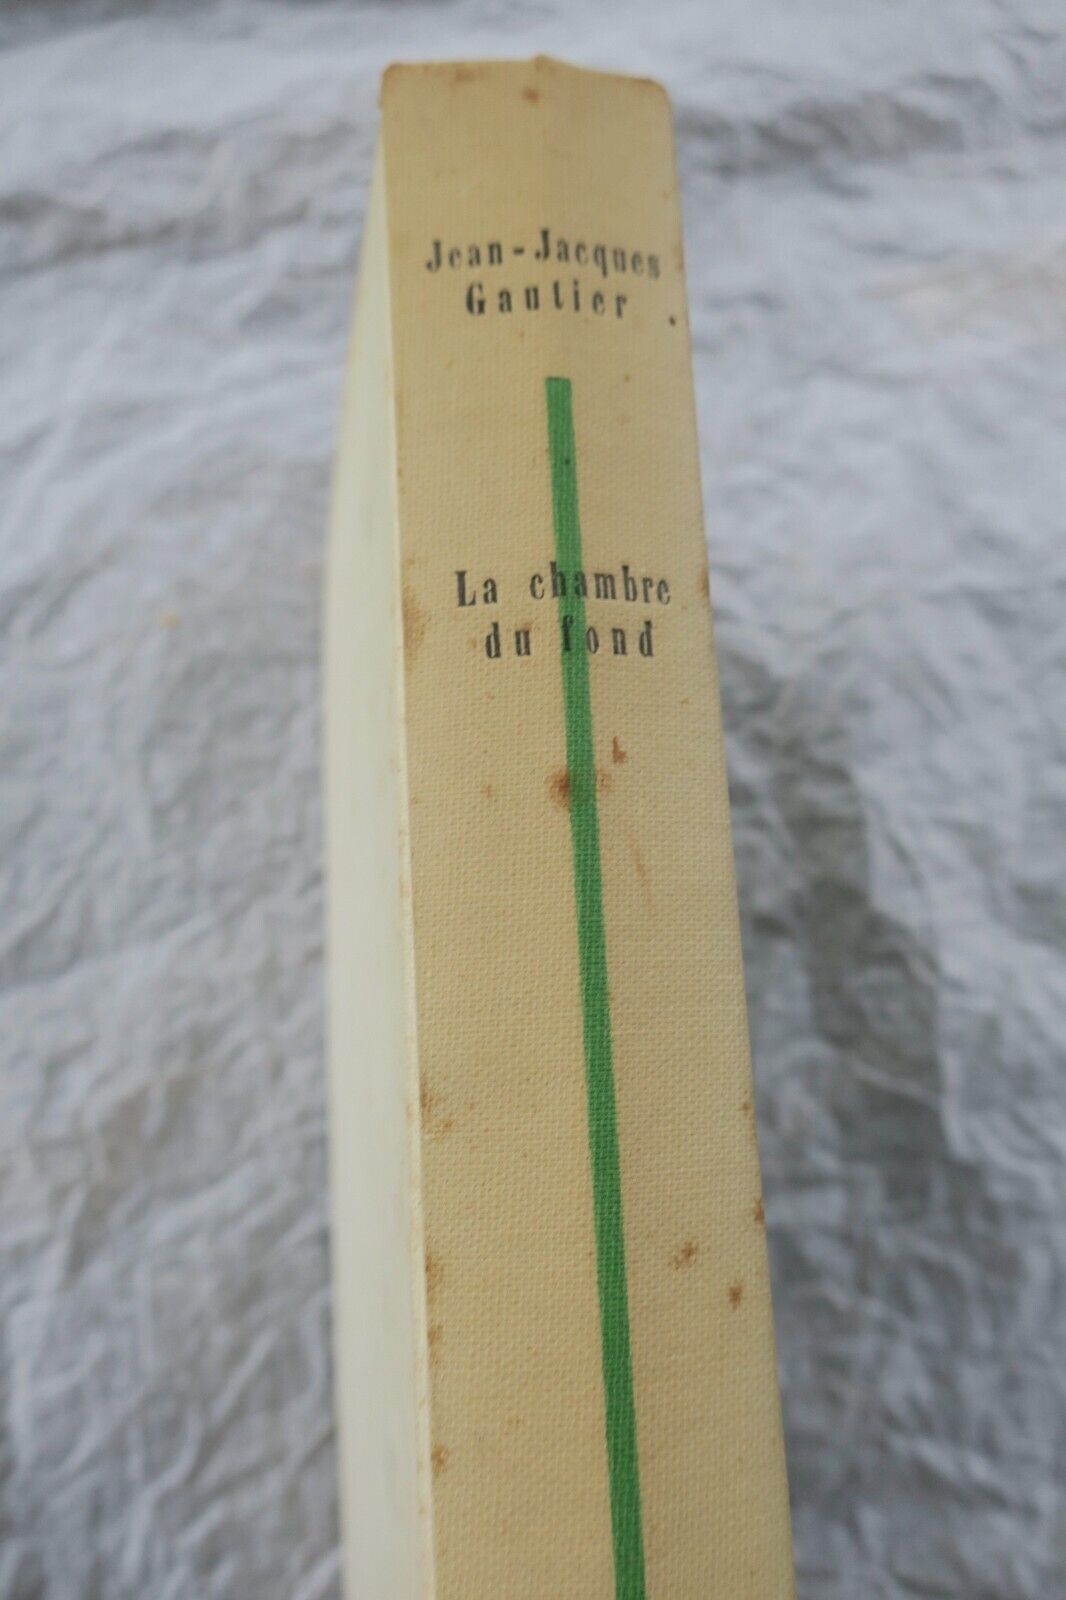 Jean-Jacques
Gautier
La chambre
du fond